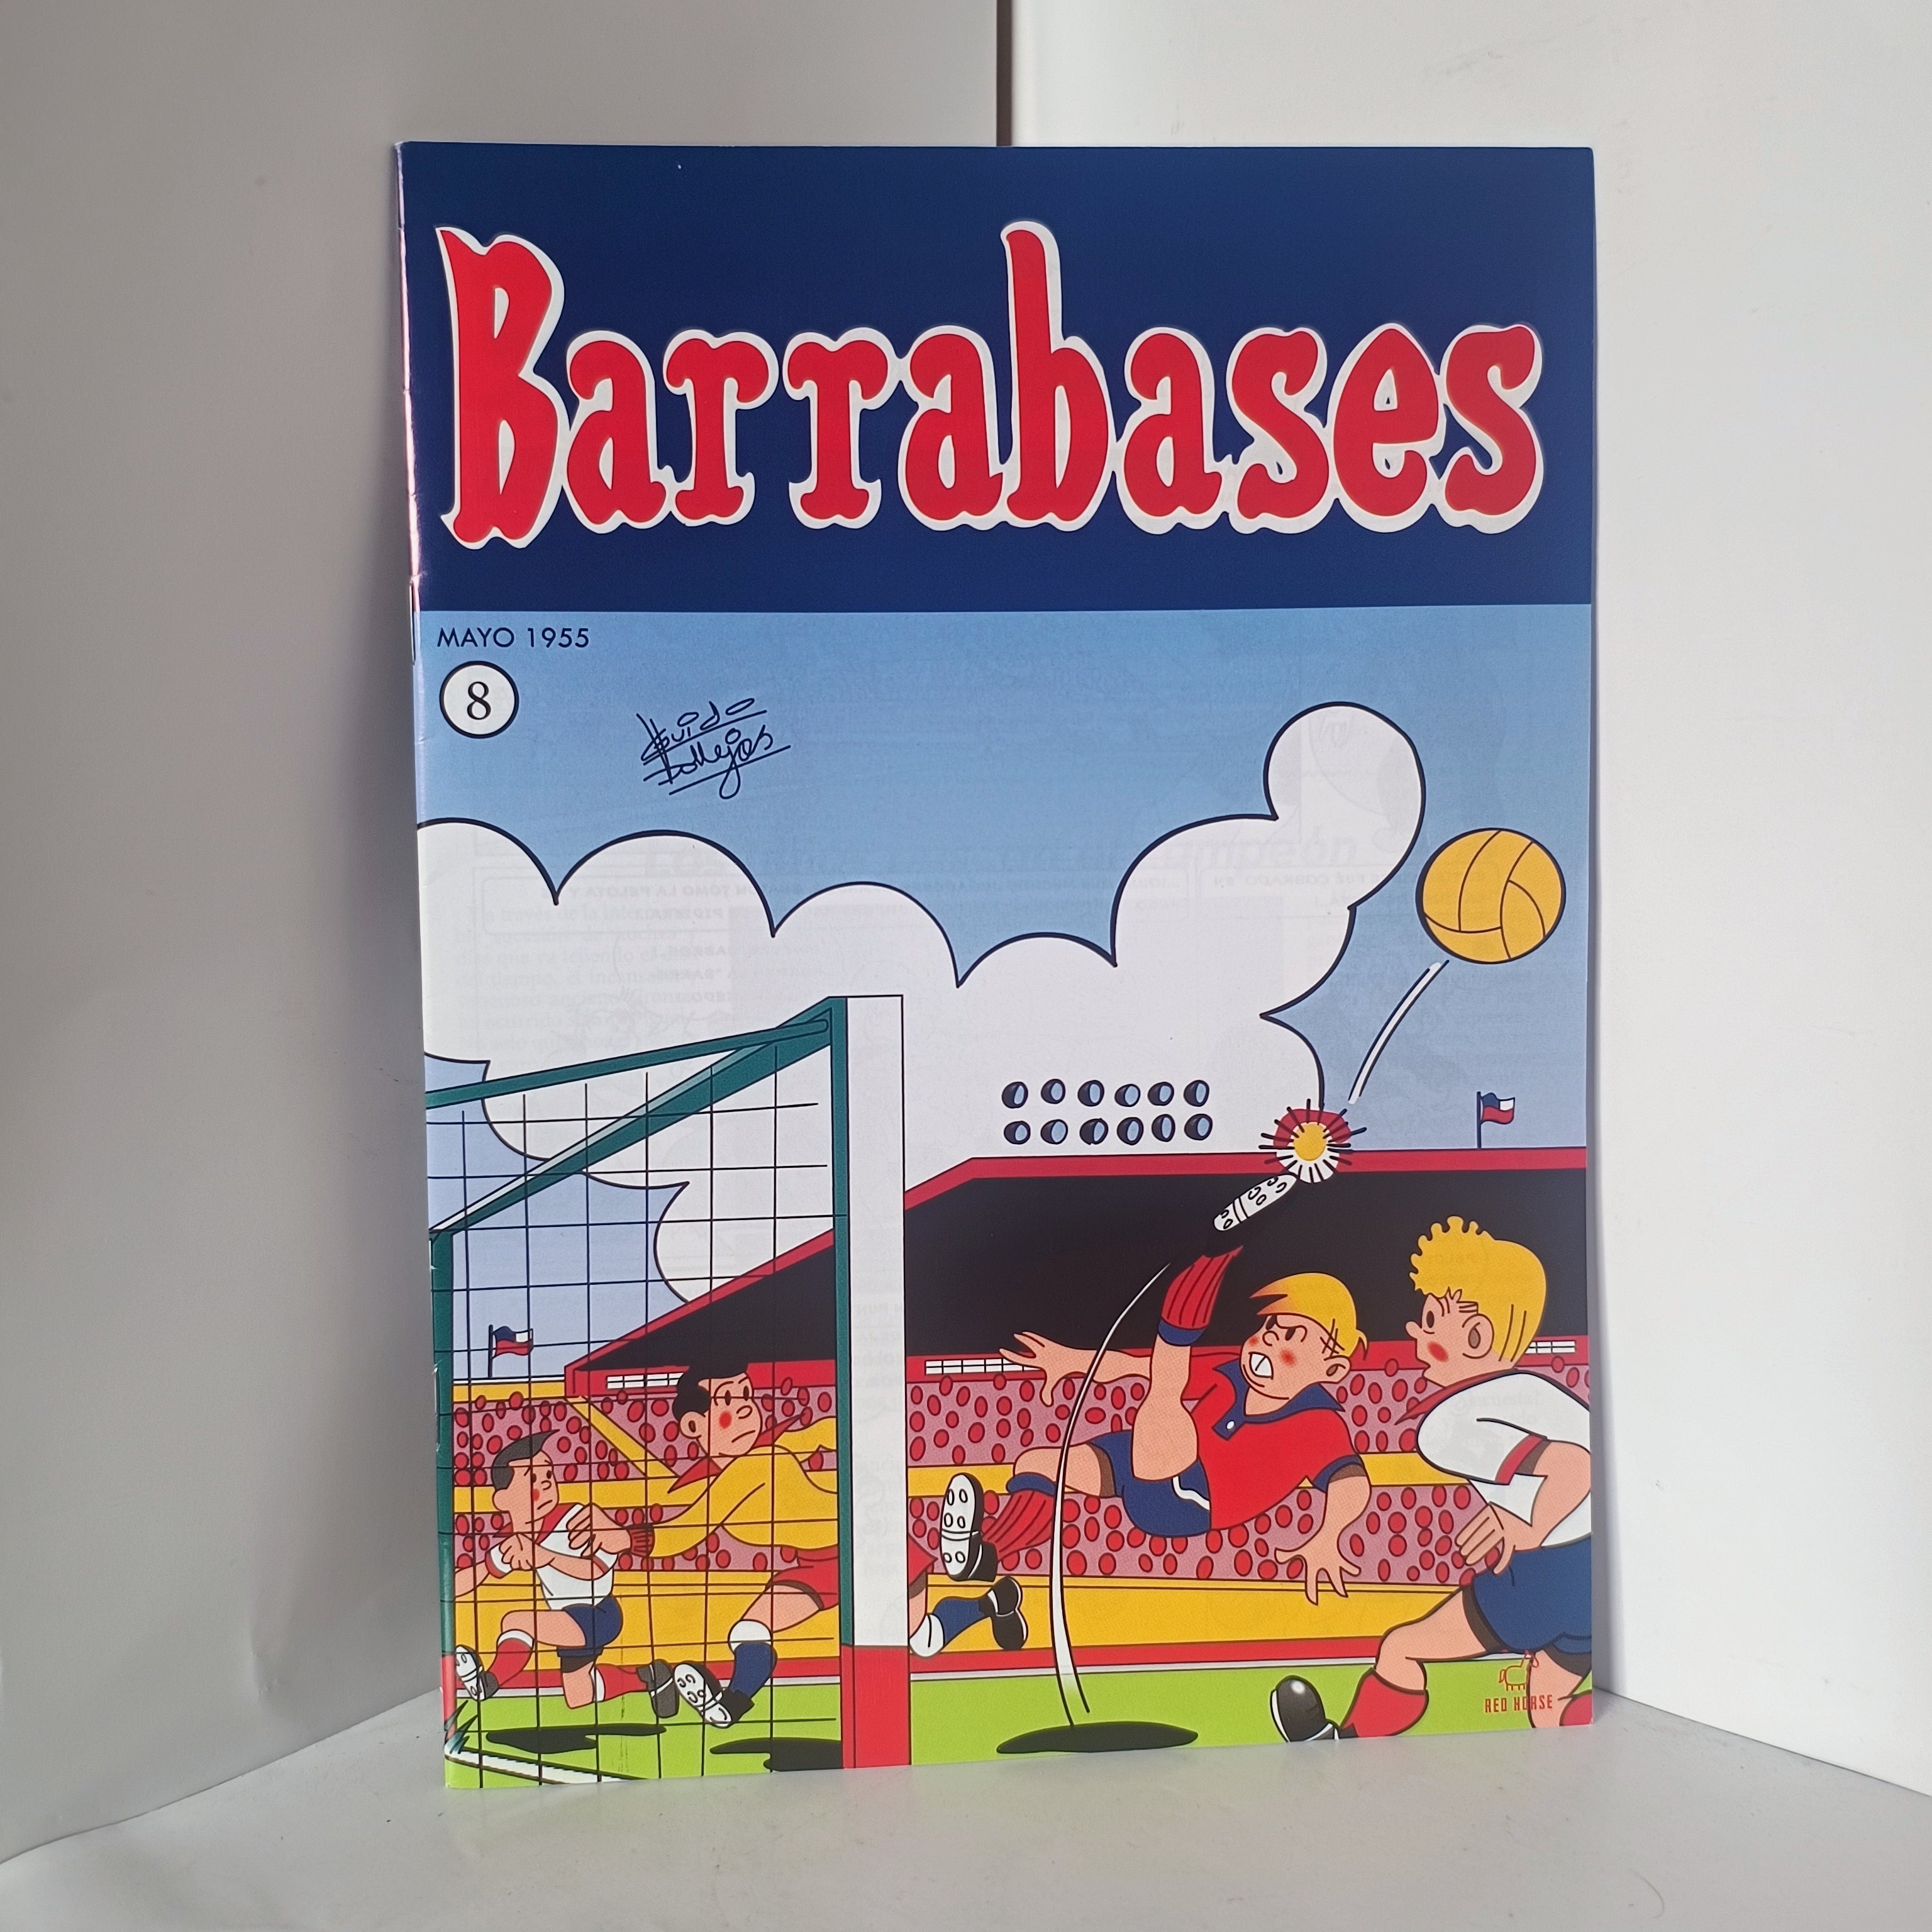 Barrabases
MAYO 1955
8
Guido
Vallejos
RED HORSE